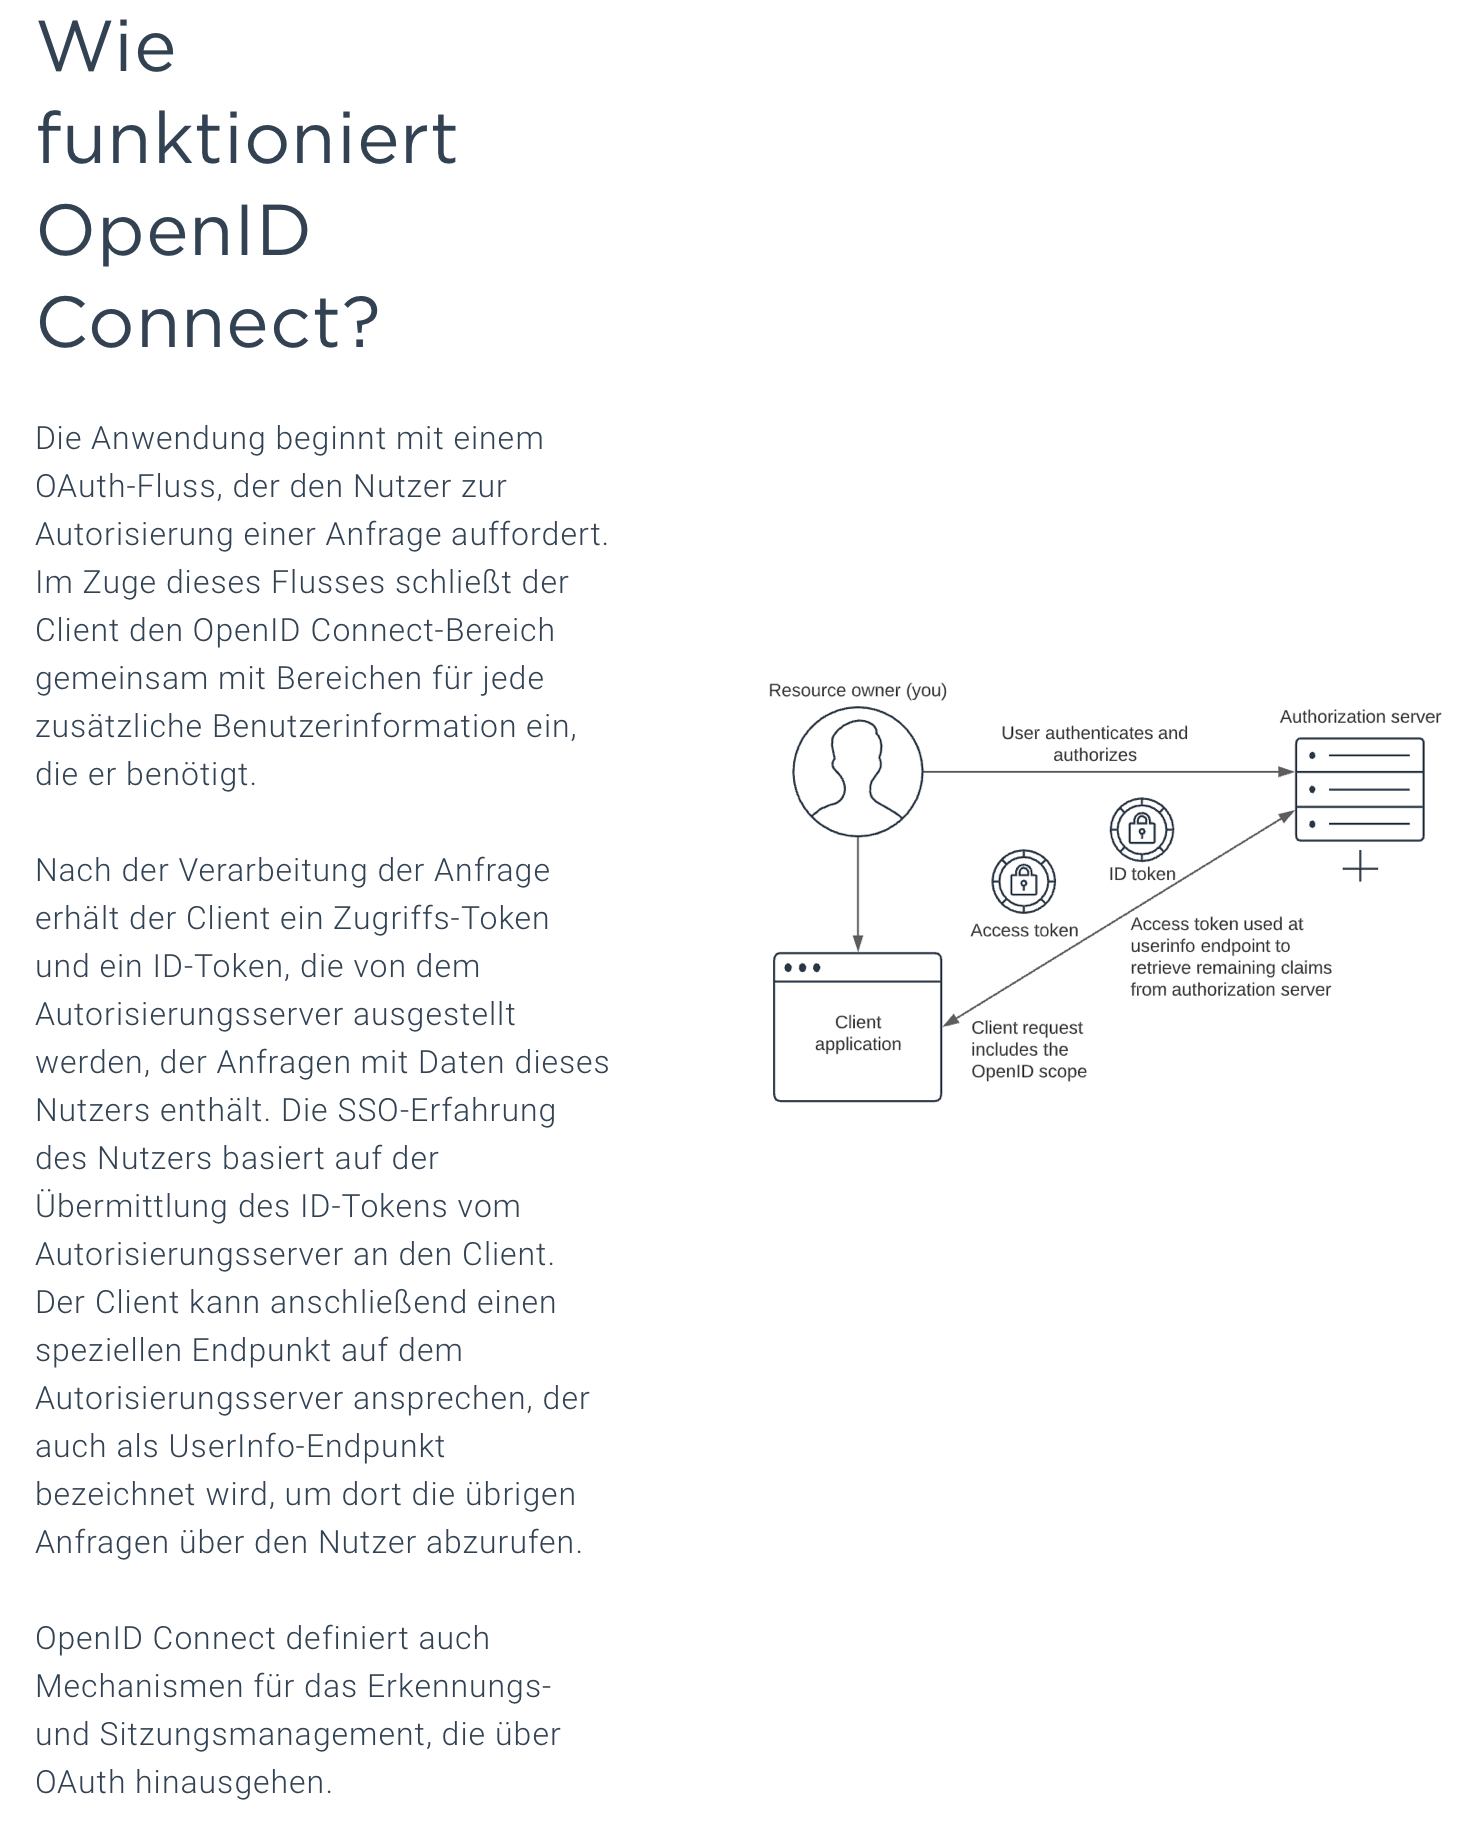 Wie
funktioniert
OpenID
Connect?
Die Anwendung beginnt mit einem
OAuth-Fluss, der den Nutzer zur
Autorisierung einer Anfrage auffordert.
Im Zuge dieses Flusses schließt der
Client den OpenID Connect-Bereich
gemeinsam mit Bereichen für jede
zusätzliche Benutzerinformation ein,
die er benötigt.
Nach der Verarbeitung der Anfrage
erhält der Client ein Zugriffs-Token
und ein ID-Token, die von dem
Autorisierungsserver ausgestellt
werden, der Anfragen mit Daten dieses
Nutzers enthält. Die SSO-Erfahrung
des Nutzers basiert auf der
Übermittlung des ID-Tokens vom
Autorisierungsserver an den Client.
Der Client kann anschließend einen
speziellen Endpunkt auf dem
Autorisierungsserver ansprechen, der
auch als UserInfo-Endpunkt
bezeichnet wird, um dort die übrigen
Anfragen über den Nutzer abzurufen.
OpenID Connect definiert auch
Mechanismen für das Erkennungs-
und Sitzungsmanagement, die über
OAuth hinausgehen.
Resource owner (you)
User authenticates and
authorizes
Authorization server
ID token
Access token
Access token used at
userinfo endpoint to
retrieve remaining claims
from authorization server
Client
application
Client request
includes the
OpenID scope